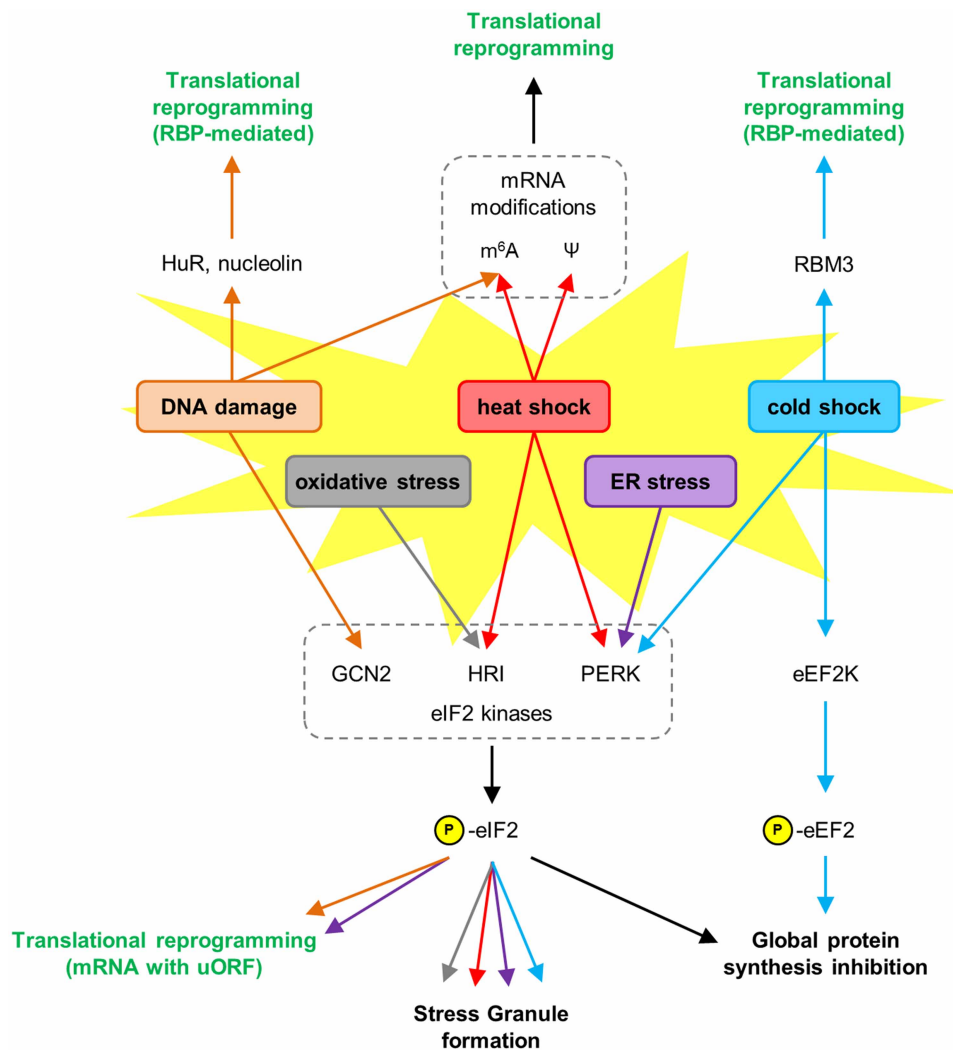 Translational
reprogramming
Translational
reprogramming
(RBP-mediated)
Translational
reprogramming
(RBP-mediated)
mRNA
modifications
m⁶A Ψ
HuR, nucleolin
RBM3
DNA damage
heat shock
cold shock
oxidative stress
ER stress
GCN2 HRI PERK
eIF2 kinases
eEF2K
P -eIF2
P -eEF2
Translational reprogramming
(mRNA with uORF)
Global protein
synthesis inhibition
Stress Granule
formation